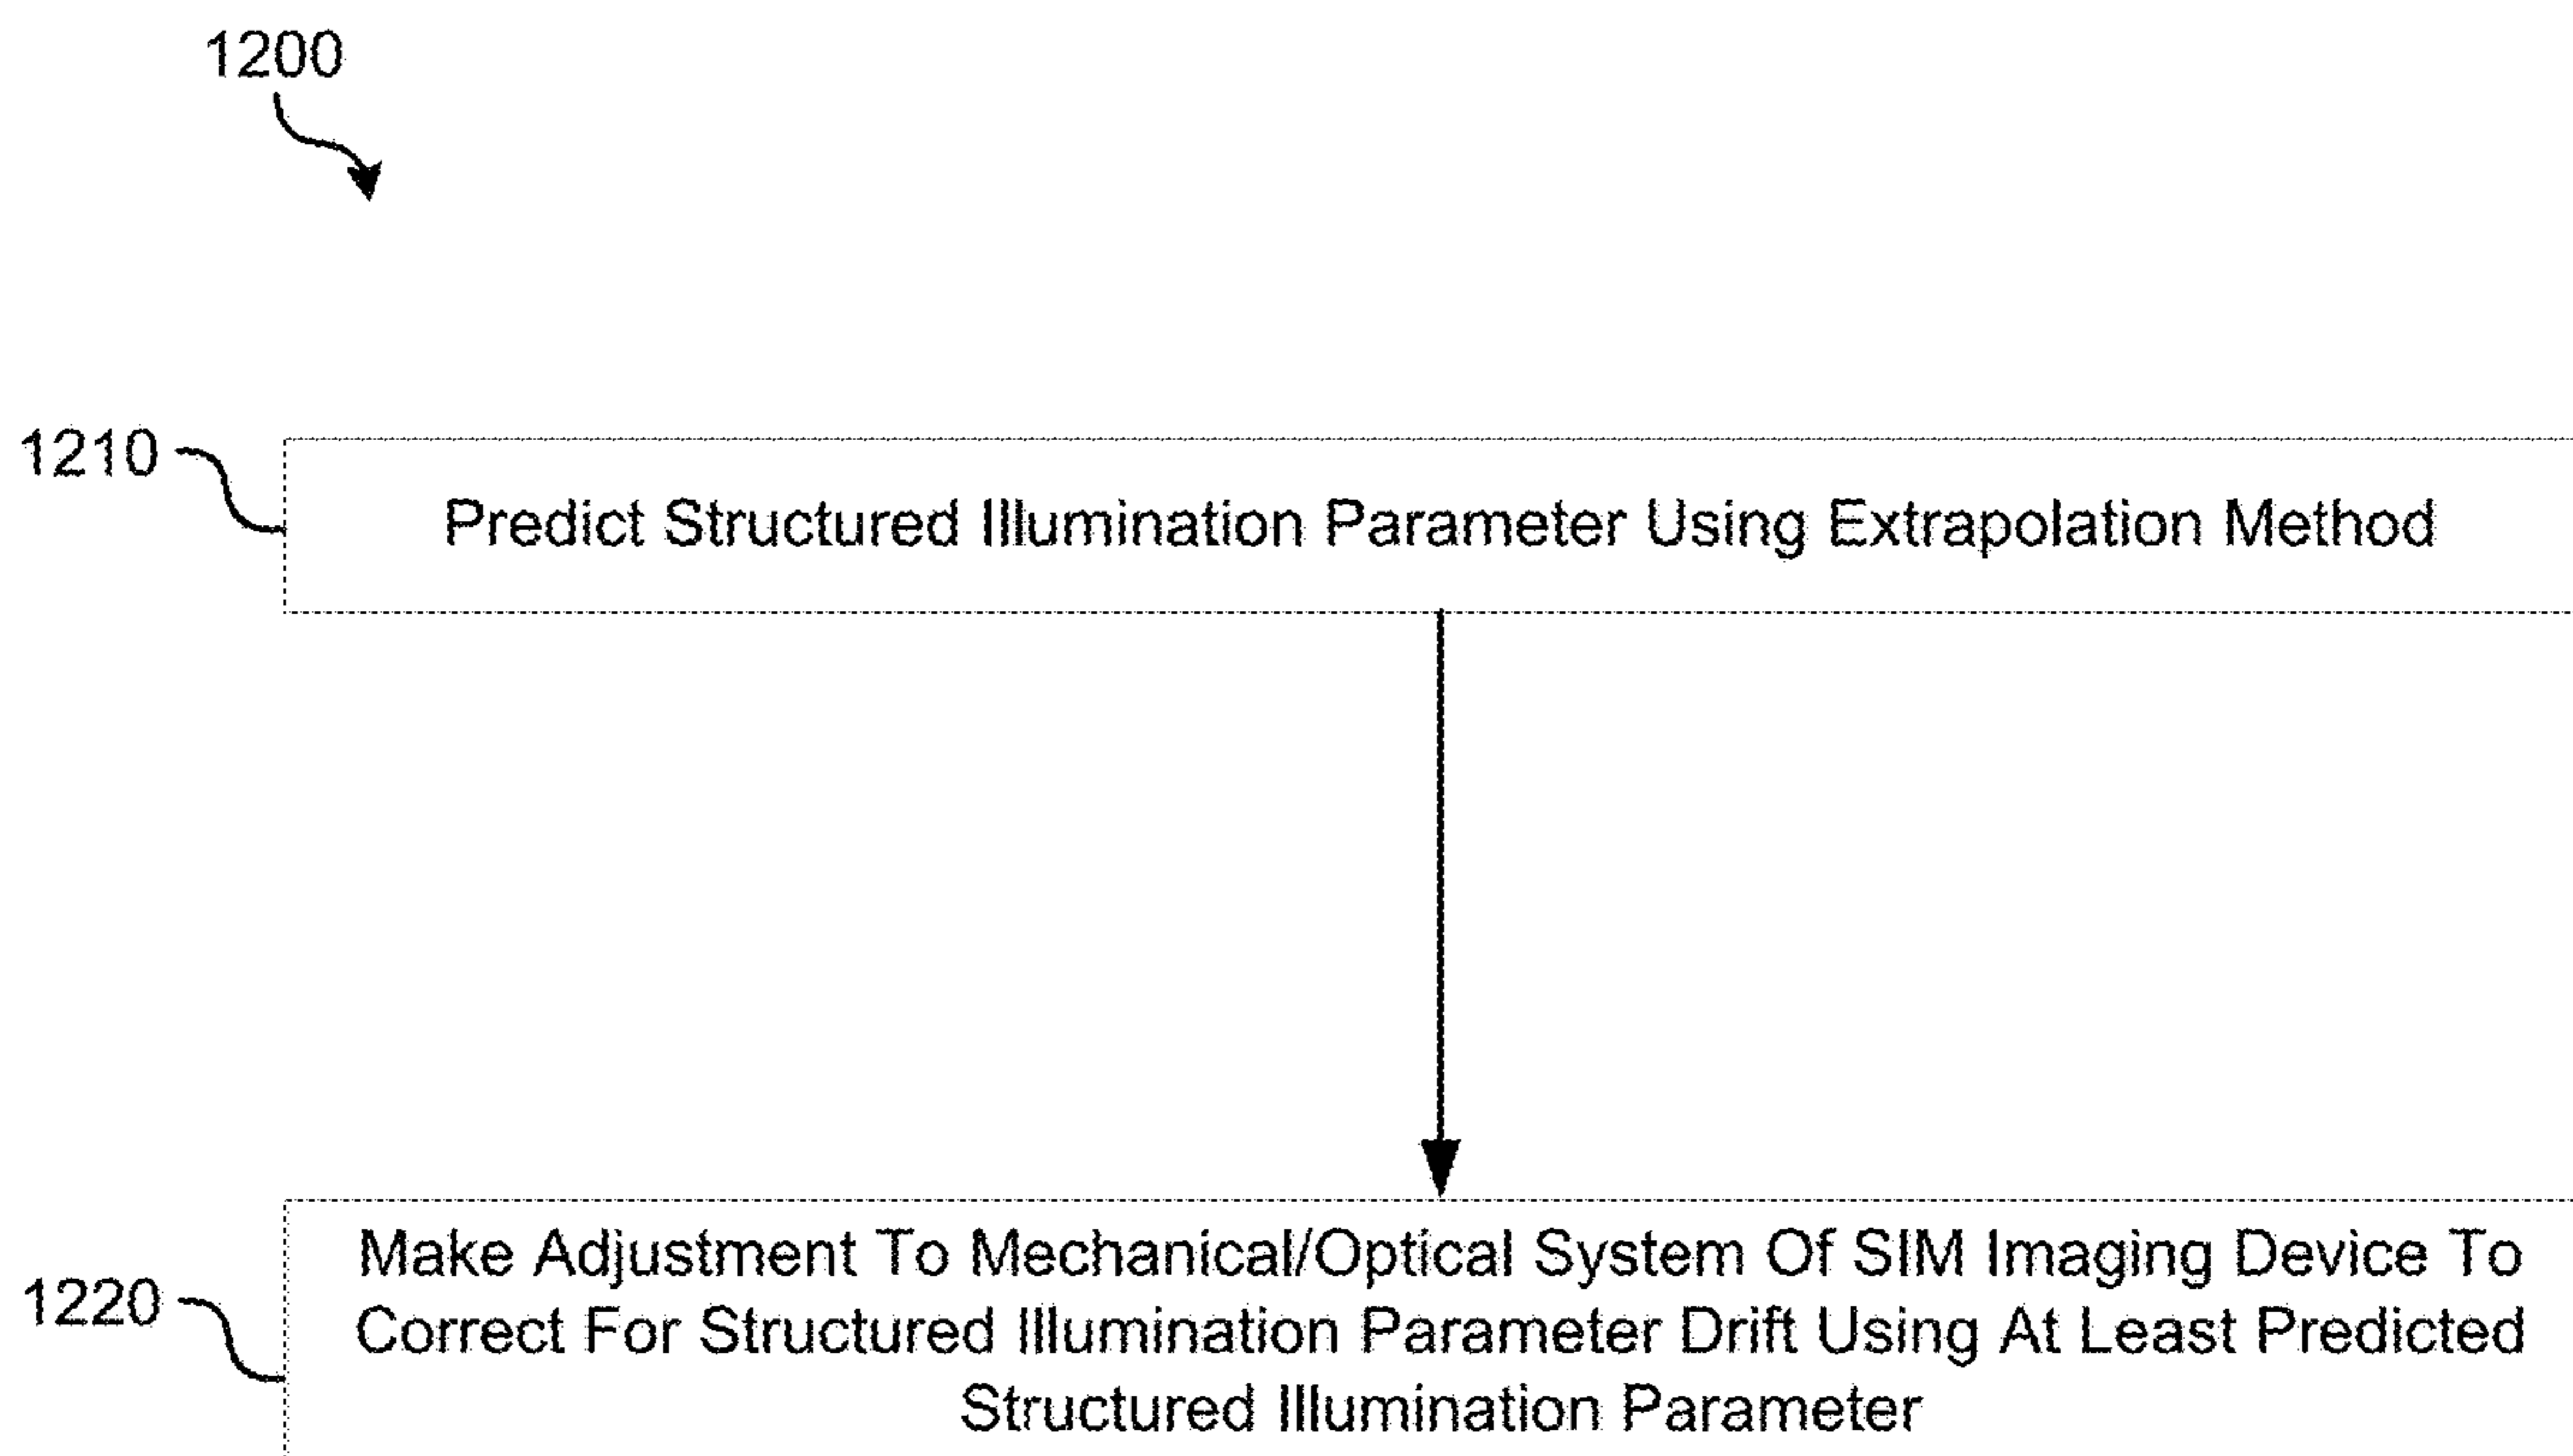 1200
1210
Predict Structured Illumination Parameter Using Extrapolation Method
Make Adjustment To Mechanical/Optical System Of SIM Imaging Device To
1220
Correct For Structured Illumination Parameter Drift Using At Least Predicted
Structured Illumination Parameter